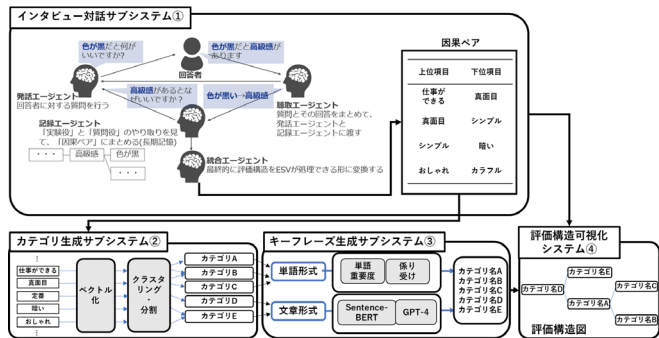 インタビュー対話サブシステム①
色が黒だと何が
いいですか?
色が黒だと高級感が
あります
回答者
発話エージェント
回答者に対する質問を行う
高級感があるとな
ぜいいですか?
色が黒い→高級感
聴取エージェント
質問とその回答をまとめて、
発話エージェントと
記録エージェントに渡す
記録エージェント
「実験役」と「質問役」のやり取りを見
て、「因果ペア」にまとめる(長期記憶)
・・・
高級感
色が黒
・・・
統合エージェント
最終的に評価構造をESVが処理できる形に変換する
因果ペア
上位項目 下位項目
仕事が
できる
真面目
真面目 シンプル
シンプル 暗い
おしゃれ カラフル
カテゴリ生成サブシステム②
仕事ができる
真面目
定番
暗い
おしゃれ
ベクトル
化
クラスタ
リング・
分割
カテゴリA
カテゴリB
カテゴリC
カテゴリD
カテゴリE
キーフレーズ生成サブシステム③
単語形式
単語
重要度
係り
受け
文章形式
Sentence-
BERT
GPT-4
カテゴリ名A
カテゴリ名B
カテゴリ名C
カテゴリ名D
カテゴリ名E
評価構造可視化
システム④
カテゴリ名E
カテゴリ名D
カテゴリ名C
カテゴリ名A
カテゴリ名B
評価構造図